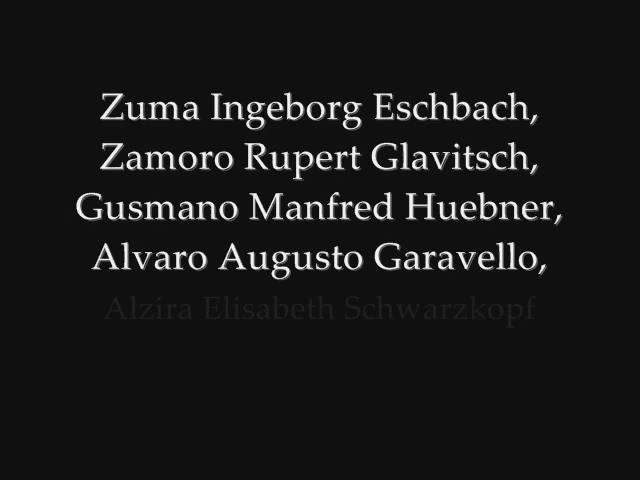 Zuma Ingeborg Eschbach,
Zamoro Rupert Glavitsch,
Gusmano Manfred Huebner,
Alvaro Augusto Garavello,
Alzira Elisabeth Schwarzkopf